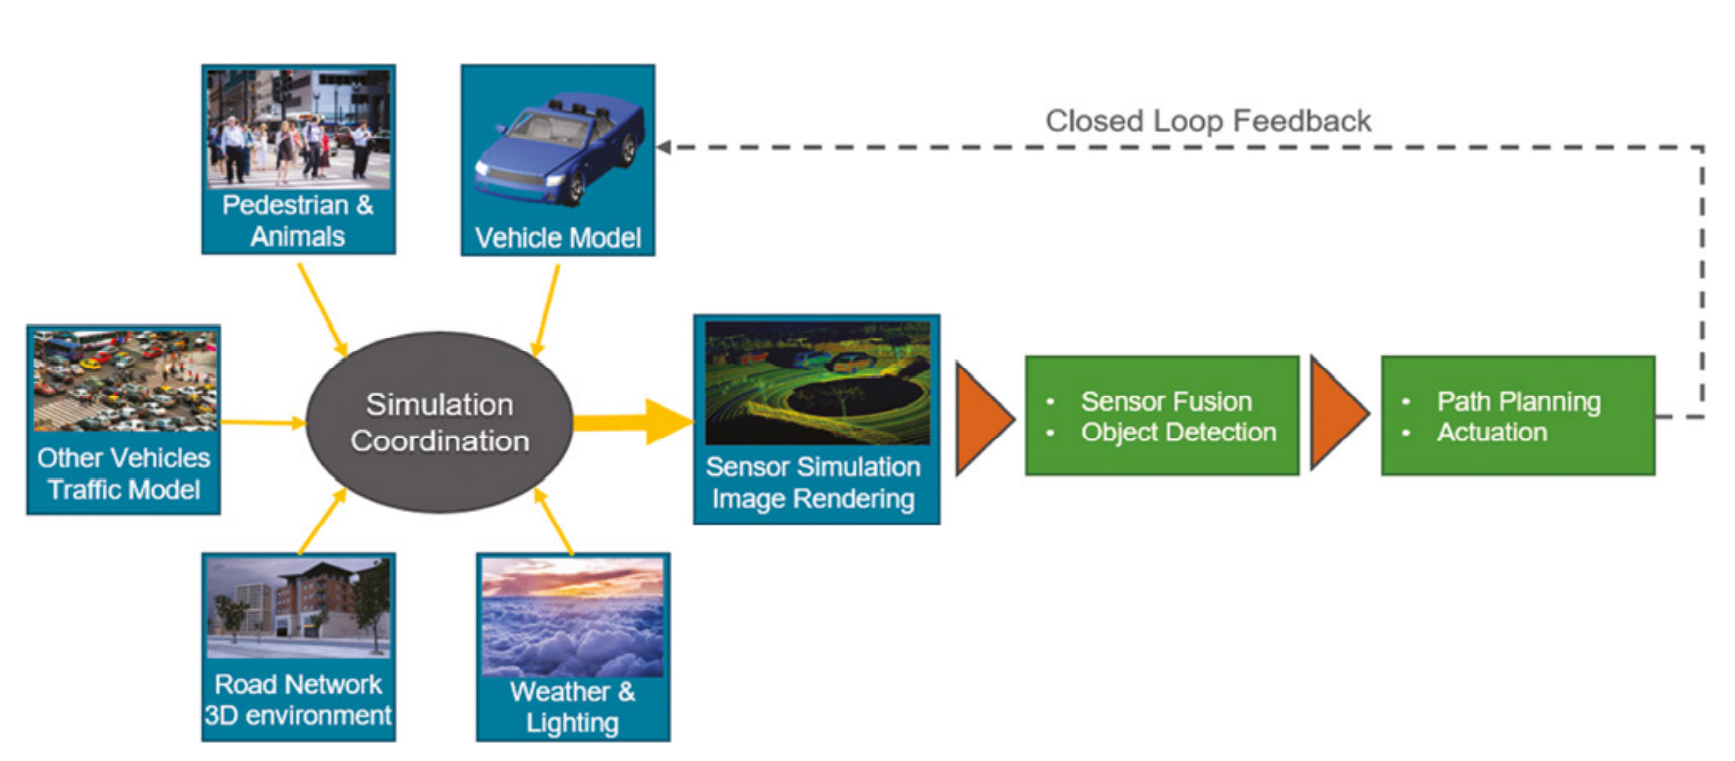 Closed Loop Feedback
Pedestrian &
Animals
Vehicle Model
Other Vehicles
Traffic Model
Simulation
Coordination
Sensor Simulation
Image Rendering
• Sensor Fusion
• Object Detection
• Path Planning
• Actuation
Road Network
3D environment
Weather &
Lighting